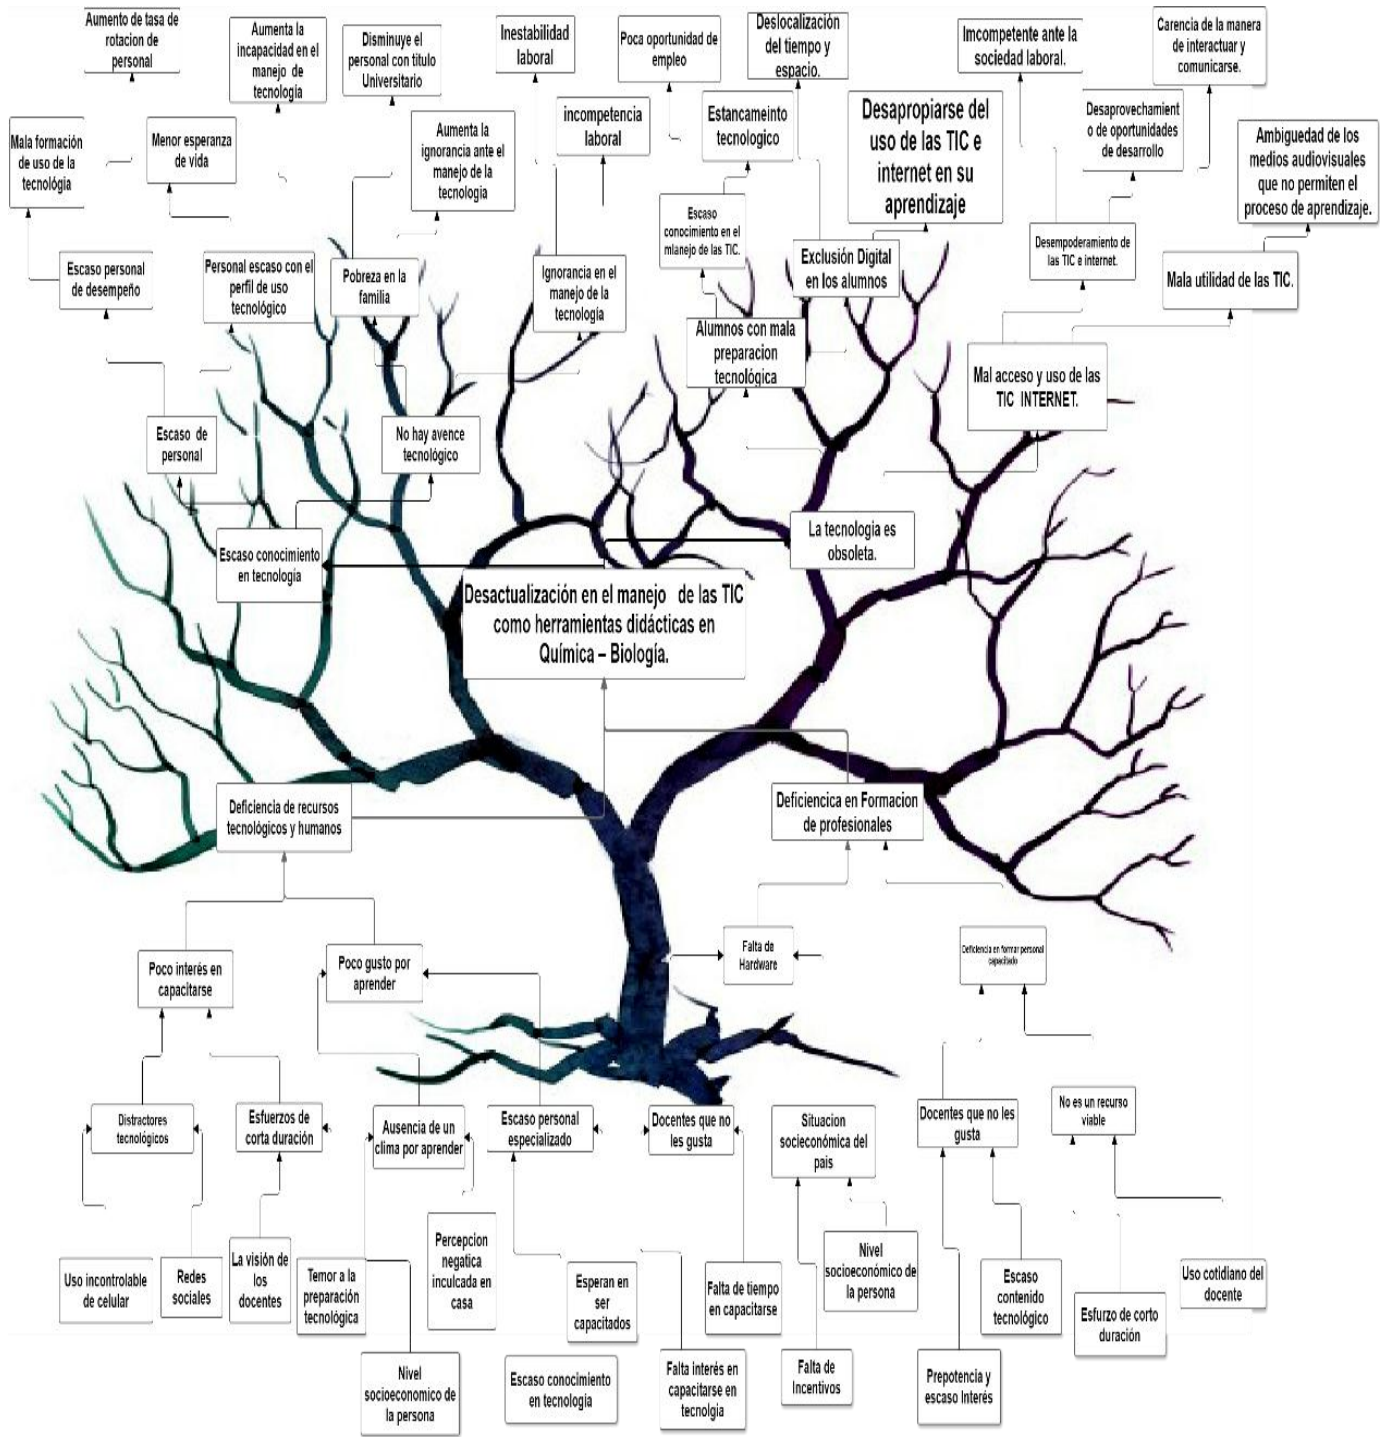 Aumento de tasa de
rotacion de
personal
Aumenta la
incapacidad en el
manejo de
tecnología
Disminuye el
personal con titulo
Universitario
Inestabilidad
laboral
Poca oportunidad de
empleo
Deslocalización
del tiempo y
espacio.
Imcompetente ante la
sociedad laboral.
Carencia de la manera
de interactuar y
comunicarse.
Mala formación
de uso de la
tecnológia
Menor esperanza
de vida
Aumenta la
ignorancia ante el
manejo de la
tecnologia
incompetencia
laboral
Estancameinto
tecnologico
Desapropiarse del
uso de las TIC e
internet en su
aprendizaje
Desaprovechamient
o de oportunidades
de desarrollo
Ambiguedad de los
medios audiovisuales
que no permiten el
proceso de aprendizaje.
Escaso personal
de desempeño
Personal escaso con el
perfil de uso
tecnológico
Pobreza en la
familia
Ignorancia en el
manejo de la
tecnología
Escaso
conocimiento en el
mlanejo de las TIC.
Exclusión Digital
en los alumnos
Desempoderamiento de
las TIC e internet.
Mala utilidad de las TIC.
Alumnos con mala
preparacion
tecnológica
Mal acceso y uso de las
TIC INTERNET.
Escaso de
personal
No hay avence
tecnológico
Escaso conocimiento
en tecnología
La tecnologia es
obsoleta.
Desactualización en el manejo de las TIC
como herramientas didácticas en
Química – Biología.
Deficiencia de recursos
tecnológicos y humanos
Deficienicca en Formacion
de profesionales
Poco interés en
capacitarse
Poco gusto por
aprender
Falta de
Hardware
Deficiencia en formar personal
capacitado
Distractores
tecnológicos
Esfuerzos de
corta duración
Ausencia de un
clima por aprender
Escaso personal
especializado
Docentes que no
les gusta
Situacion
socieconómica del
pais
Docentes que no les
gusta
No es un recurso
viable
Uso incontrolable
de celular
Redes
sociales
La visión de
los
docentes
Temor a la
preparación
tecnológica
Percepcion
negatica
inculcada en
casa
Esperan en
ser
capacitados
Falta de tiempo
en capacitarse
Nivel
socioeconómico de
la persona
Escaso
contenido
tecnológico
Esfurzo de corto
duración
Uso cotidiano del
docente
Nivel
socioeconomico de
la persona
Escaso conocimiento
en tecnologia
Falta interés en
capacitarse en
tecnolgia
Falta de
Incentivos
Prepotencia y
escaso Interés